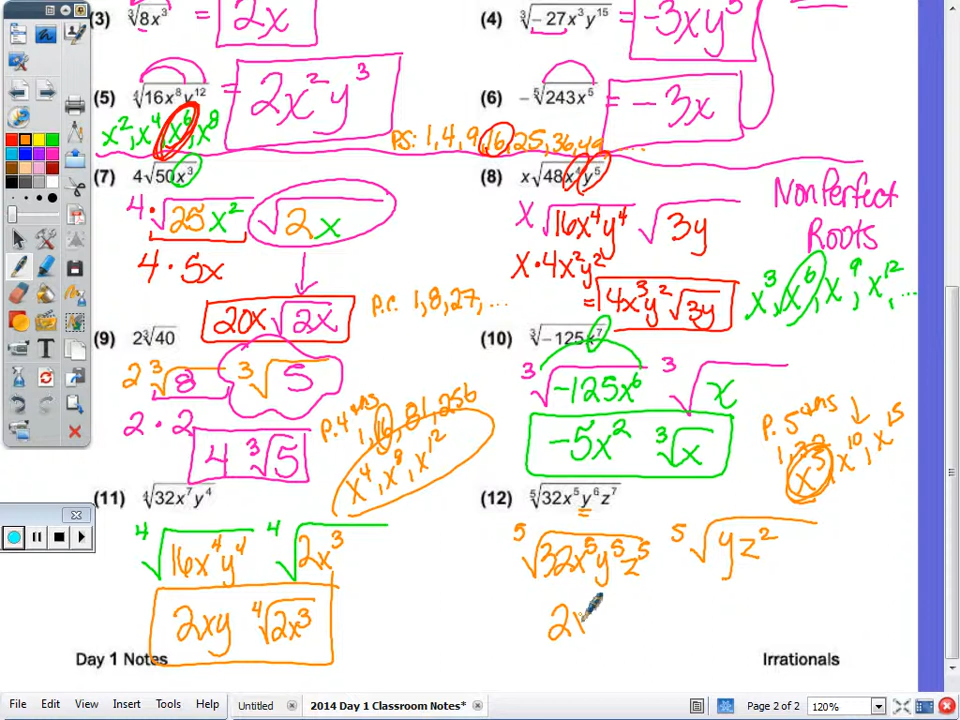 (3) ∛8x³ = 2x
(4) ∛-27x³y¹⁵ = -3xy⁵
(5) ∜16x⁸y¹² = 2x²y³
(6) -⁵√243x⁵ = -3x
x², x⁴, x⁶, x⁸
PS: 1, 4, 9, 16, 25, 36, 49 ....
(7) 4√50x³
4·√25x² √2x
4 · 5x
20x√2x
(8) x√48x⁴y⁵
x√16x⁴y⁴ √3y
x·4x²y²
= 4x³y²√3y
NonPerfect
Roots
x³, x⁶, x⁹, x¹², ...
P.C. 1, 8, 27, ...
(9) 2∛40
2∛8 ∛5
2 · 2
4∛5
(10) ∛-125x⁷
∛-125x⁶ ∛x
-5x² ∛x
P. 4ths
1, 16, 81, 256
x⁴, x⁸, x¹²
P. 5ths
1, 32
x⁵, x¹⁰, x¹⁵
(11) ∜32x⁷y⁴
∜16x⁴y⁴ ∜2x³
2xy ∜2x³
(12) ⁵√32x⁵y⁶z⁷
⁵√32x⁵y⁵z⁵ ⁵√yz²
2
Day 1 Notes
Irrationals
File Edit View Insert Tools Help
Untitled
2014 Day 1 Classroom Notes*
Page 2 of 2
120%